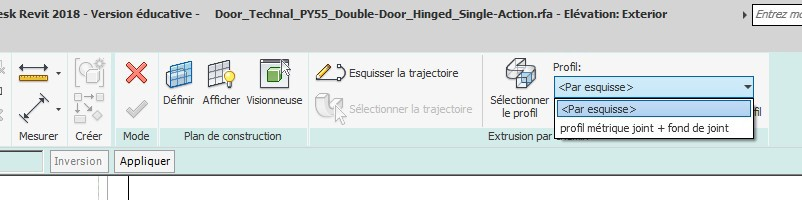 esk Revit 2018 - Version éducative - Door_Technal_PY55_Double-Door_Hinged_Single-Action.rfa - Elévation: Exterior
Entrez m
Esquisser la trajectoire
Sélectionner la trajectoire
Définir Afficher Visionneuse
Sélectionner
le profil
Profil:
<Par esquisse>
<Par esquisse>
profil métrique joint + fond de joint
fil
Mesurer Créer Mode Plan de construction Extrusion par
Inversion Appliquer